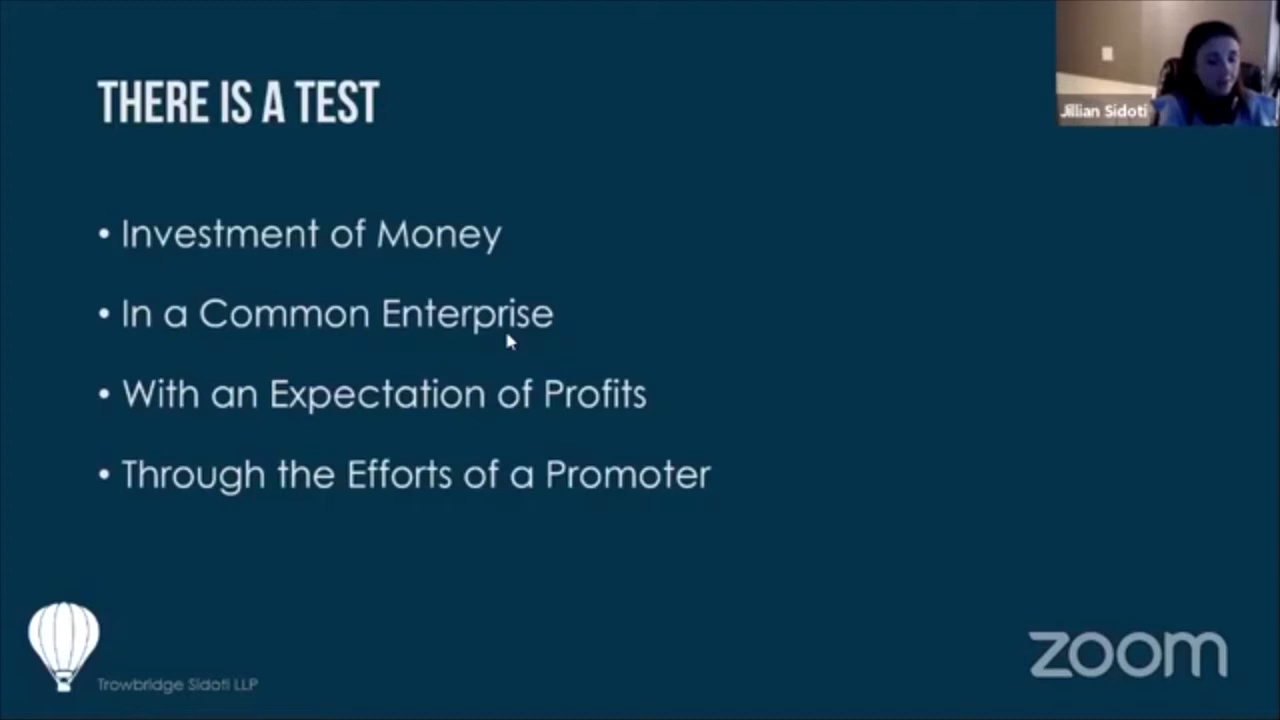 THERE IS A TEST
Jillian Sidoti
• Investment of Money
• In a Common Enterprise
• With an Expectation of Profits
• Through the Efforts of a Promoter
Trowbridge Sidoti LLP
zoom